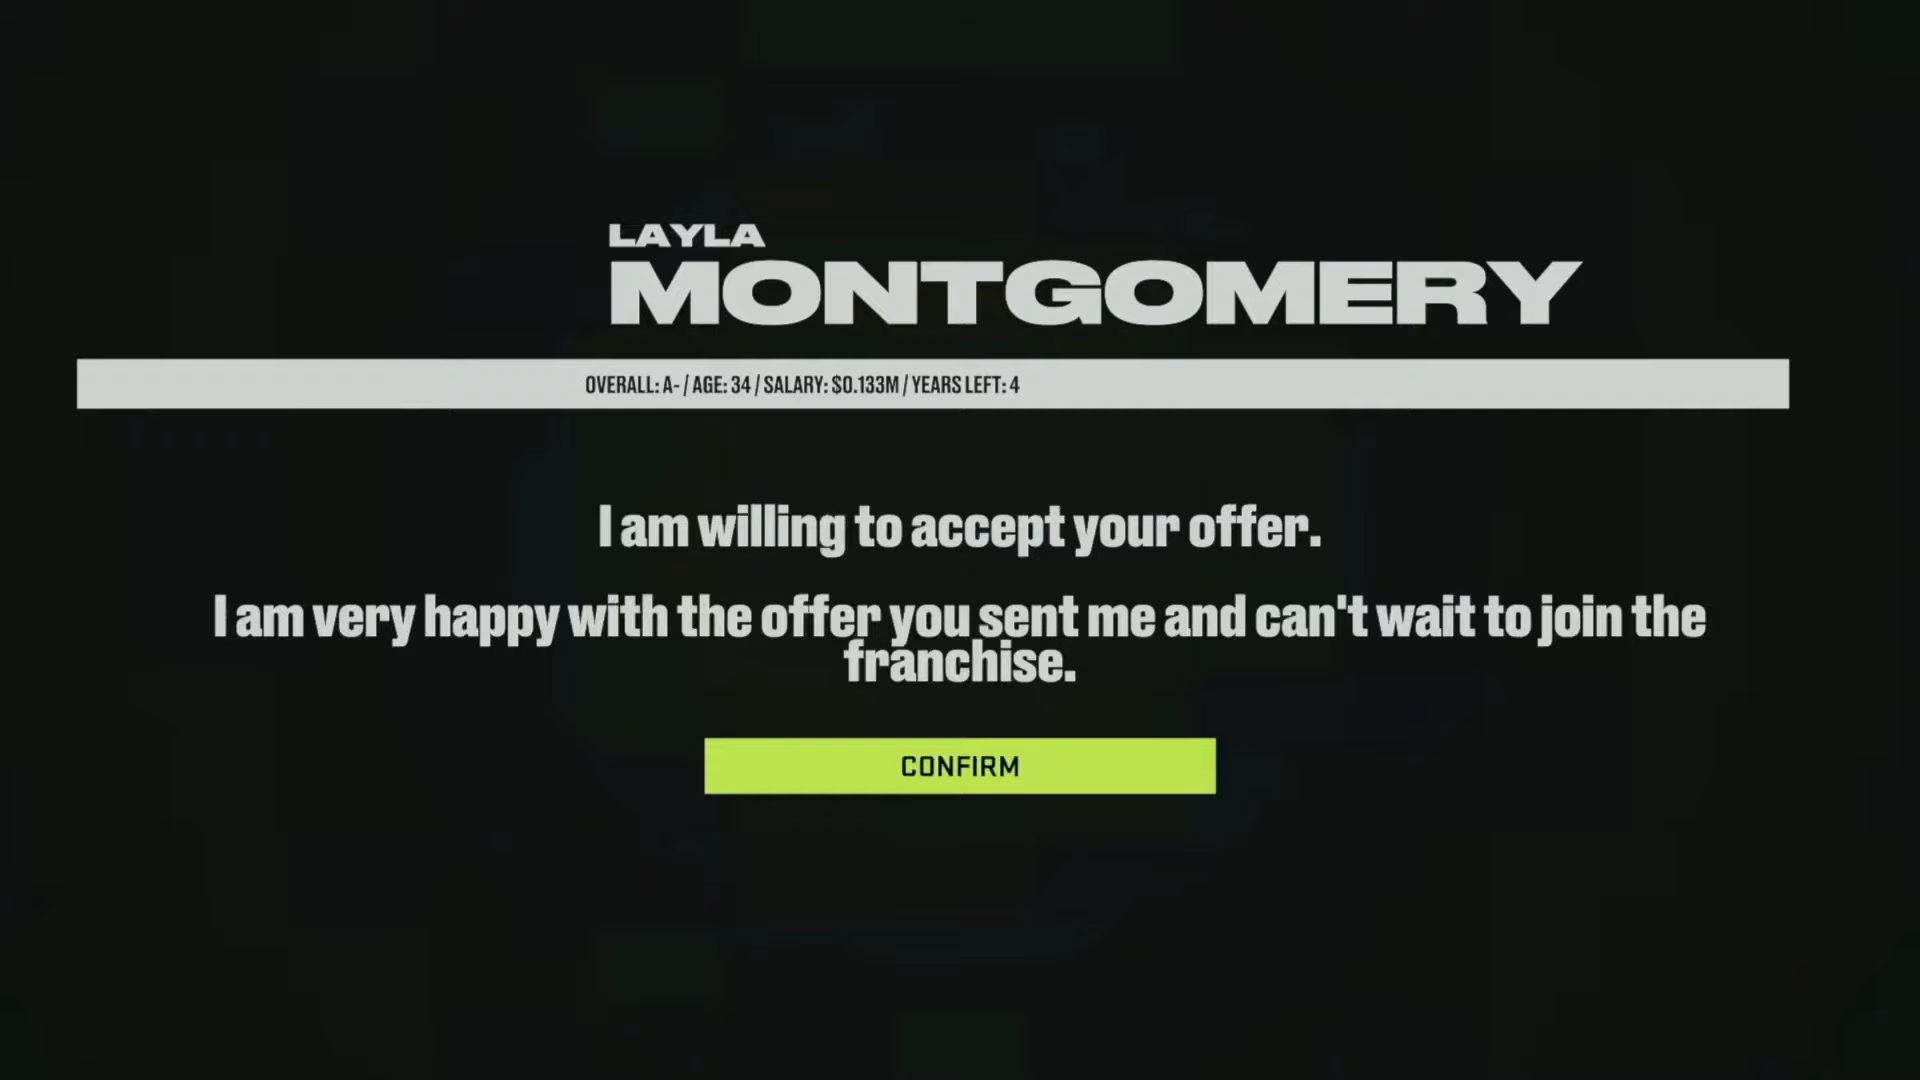 LAYLA
MONTGOMERY
OVERALL: A- / AGE: 34 / SALARY: $0.133M / YEARS LEFT: 4
I am willing to accept your offer.
I am very happy with the offer you sent me and can't wait to join the
franchise.
CONFIRM